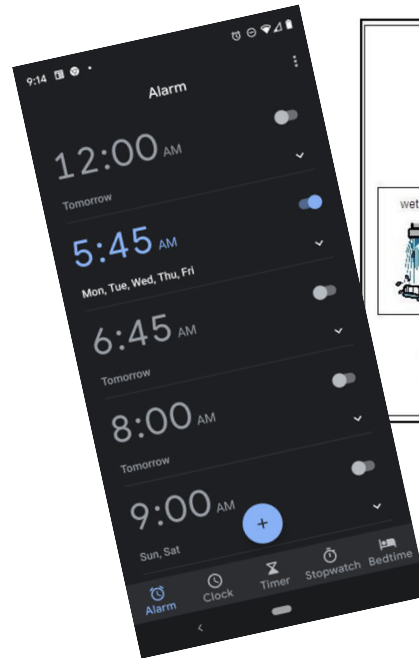 9:14
Alarm
12:00 AM
Tomorrow
5:45 AM
Mon, Tue, Wed, Thu, Fri
6:45 AM
Tomorrow
8:00 AM
Tomorrow
9:00 AM
Sun, Sat
+
Alarm Clock Timer Stopwatch Bedtime
wet